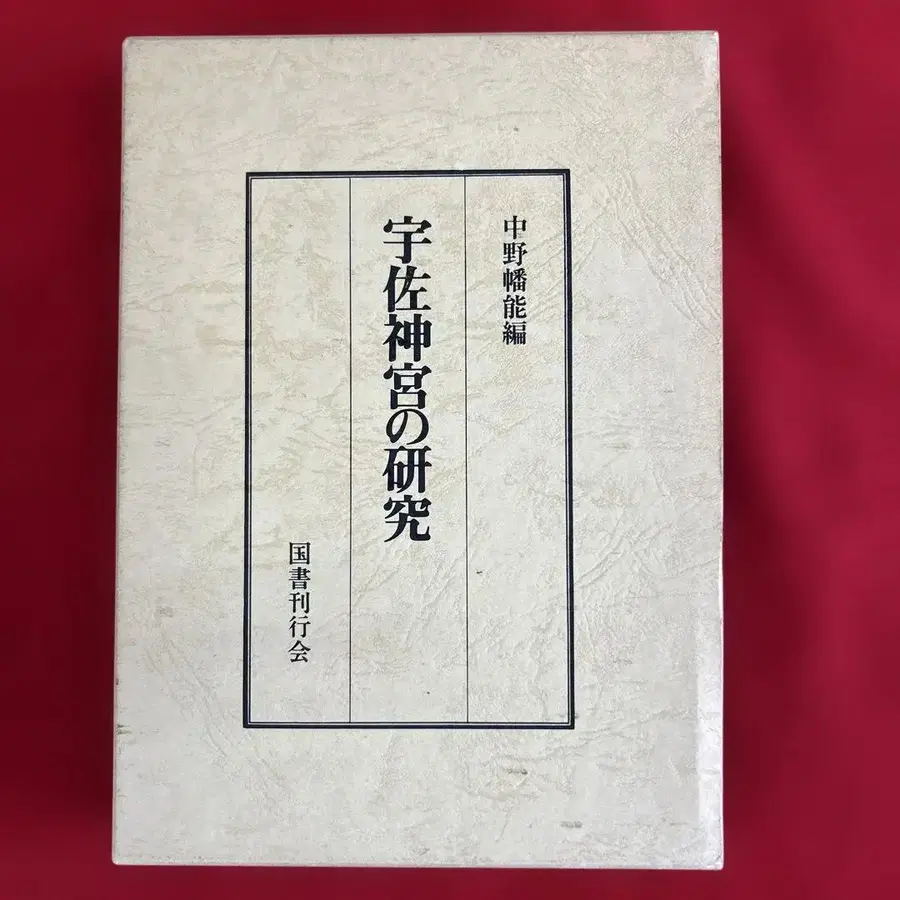 中野幡能編
宇佐神宮の研究
国書刊行会